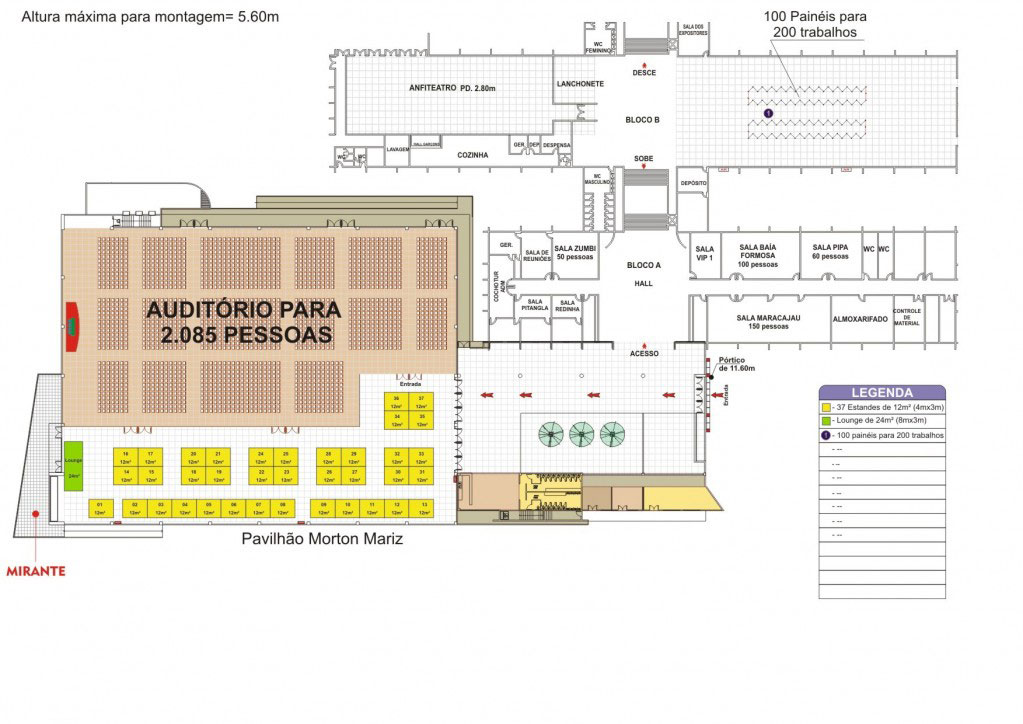 Altura máxima para montagem= 5.60m
100 Painéis para
200 trabalhos
SALA DOS
EXPOSITORES
WC
FEMININO
DESCE
ANFITEATRO PD. 2.80m
LANCHONETE
BLOCO B
1
LAVAGEM
COZINHA
GER.
DEP.
DESPENSA
WC
WC
SOBE
WC
MASCULINO
DEPÓSITO
GER.
SALA DE
REUNIÕES
SALA ZUMBI
50 pessoas
BLOCO A
HALL
SALA
VIP 1
SALA BAÍA
FORMOSA
100 pessoas
SALA PIPA
60 pessoas
WC
WC
SALA
PITANGLA
SALA
REDINHA
SALA MARACAJAU
150 pessoas
ALMOXARIFADO
CONTROLE
DE
MATERIAL
AUDITÓRIO PARA
2.085 PESSOAS
ACESSO
Pórtico
de 11.60m
Entrada
Entrada
36
12m²
37
12m²
34
12m²
35
12m²
Lounge
24m²
16
12m²
17
12m²
20
12m²
21
12m²
24
12m²
25
12m²
28
12m²
29
12m²
32
12m²
33
12m²
14
12m²
15
12m²
18
12m²
19
12m²
22
12m²
23
12m²
26
12m²
27
12m²
30
12m²
31
12m²
01
12m²
02
12m²
03
12m²
04
12m²
05
12m²
06
12m²
07
12m²
08
12m²
09
12m²
10
12m²
11
12m²
12
12m²
13
12m²
Pavilhão Morton Mariz
MIRANTE
LEGENDA
- 37 Estandes de 12m² (4mx3m)
- Lounge de 24m² (8mx3m)
1 - 100 painéis para 200 trabalhos
- --
- --
- --
- --
- --
- --
- --